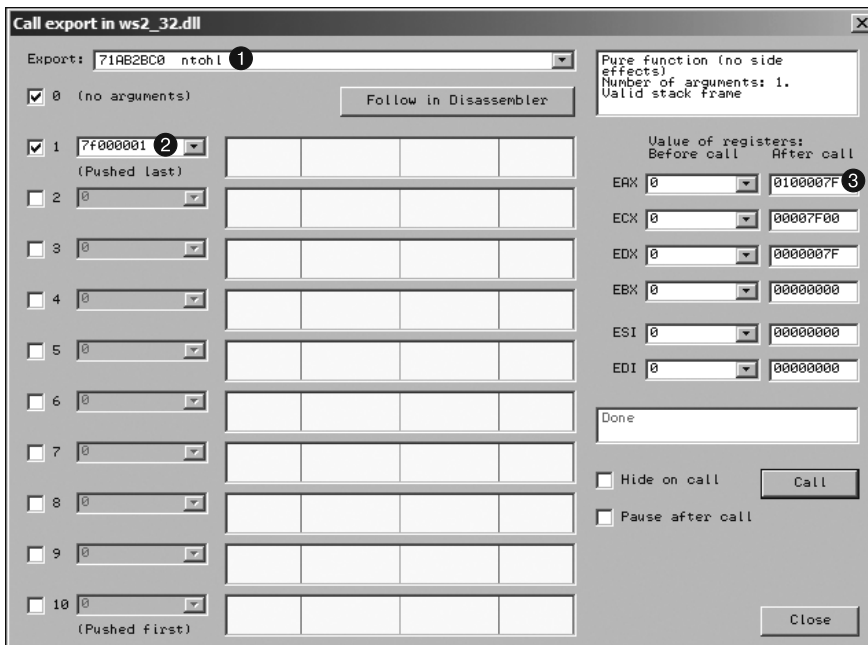 Call export in ws2_32.dll
Export: 71AB2BC0 ntohl 1
0 (no arguments)
Follow in Disassembler
Pure function (no side
effects)
Number of arguments: 1.
Valid stack frame
1 7f000001 2
(Pushed last)
2 0
3 0
4 0
5 0
6 0
7 0
8 0
9 0
10 0
(Pushed first)
Value of registers:
Before call After call
EAX 0 0100007F 3
ECX 0 00007F00
EDX 0 0000007F
EBX 0 00000000
ESI 0 00000000
EDI 0 00000000
Done
Hide on call
Call
Pause after call
Close